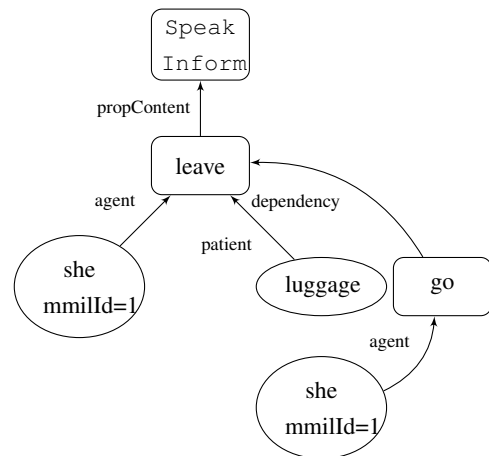 Speak
Inform
propContent
leave
agent
dependency
patient
she
mmilId=1
luggage
go
agent
she
mmilId=1